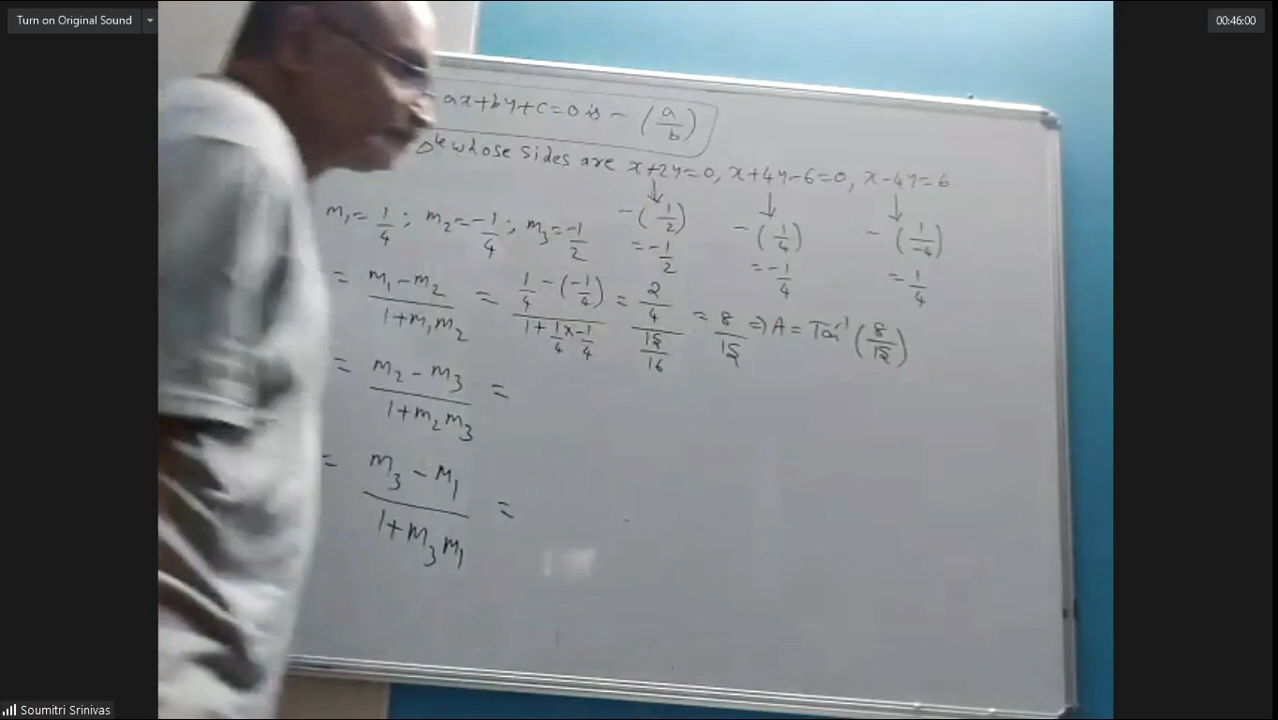 Turn on Original Sound
00:46:00
ax+by+c=0 is -(a/b)
Δle whose sides are x+2y=0, x+4y-6=0, x-4y=6
m₁=1/4; m₂=-1/4; m₃=-1/2
-(1/2) -(1/4) -(1/-4)
=-1/2 =-1/4 =1/4
= (m₁-m₂)/(1+m₁m₂) = (1/4-(-1/4))/(1+1/4x-1/4) = (2/4)/(15/16) = 8/15 ⇒ A = Tan⁻¹(8/15)
= (m₂-m₃)/(1+m₂m₃) =
= (m₃-m₁)/(1+m₃m₁) =
Soumitri Srinivas